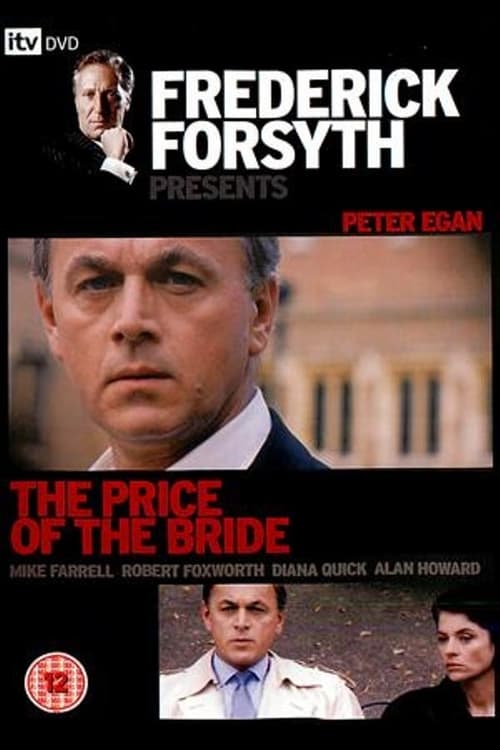 itv DVD
FREDERICK
FORSYTH
PRESENTS
PETER EGAN
THE PRICE
OF THE BRIDE
MIKE FARRELL ROBERT FOXWORTH DIANA QUICK ALAN HOWARD
12